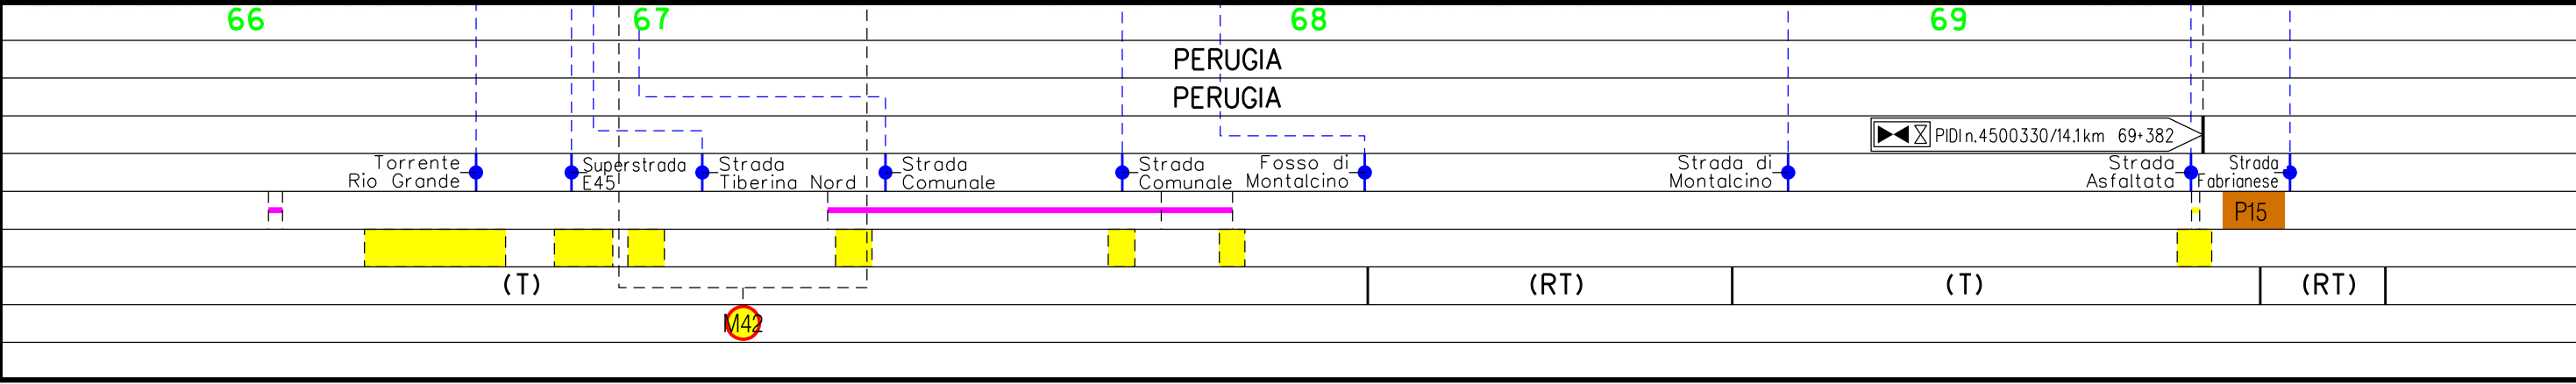 66 67 68 69
PERUGIA
PERUGIA
PIDI n.4500330/14.1km 69+382
Torrente
Rio Grande
Superstrada
E45
Strada
Tiberina Nord
Strada
Comunale
Strada
Comunale
Fosso di
Montalcino
Strada di
Montalcino
Strada
Asfaltata
Strada
Fabrianese
P15
(T) (RT) (T) (RT)
M42